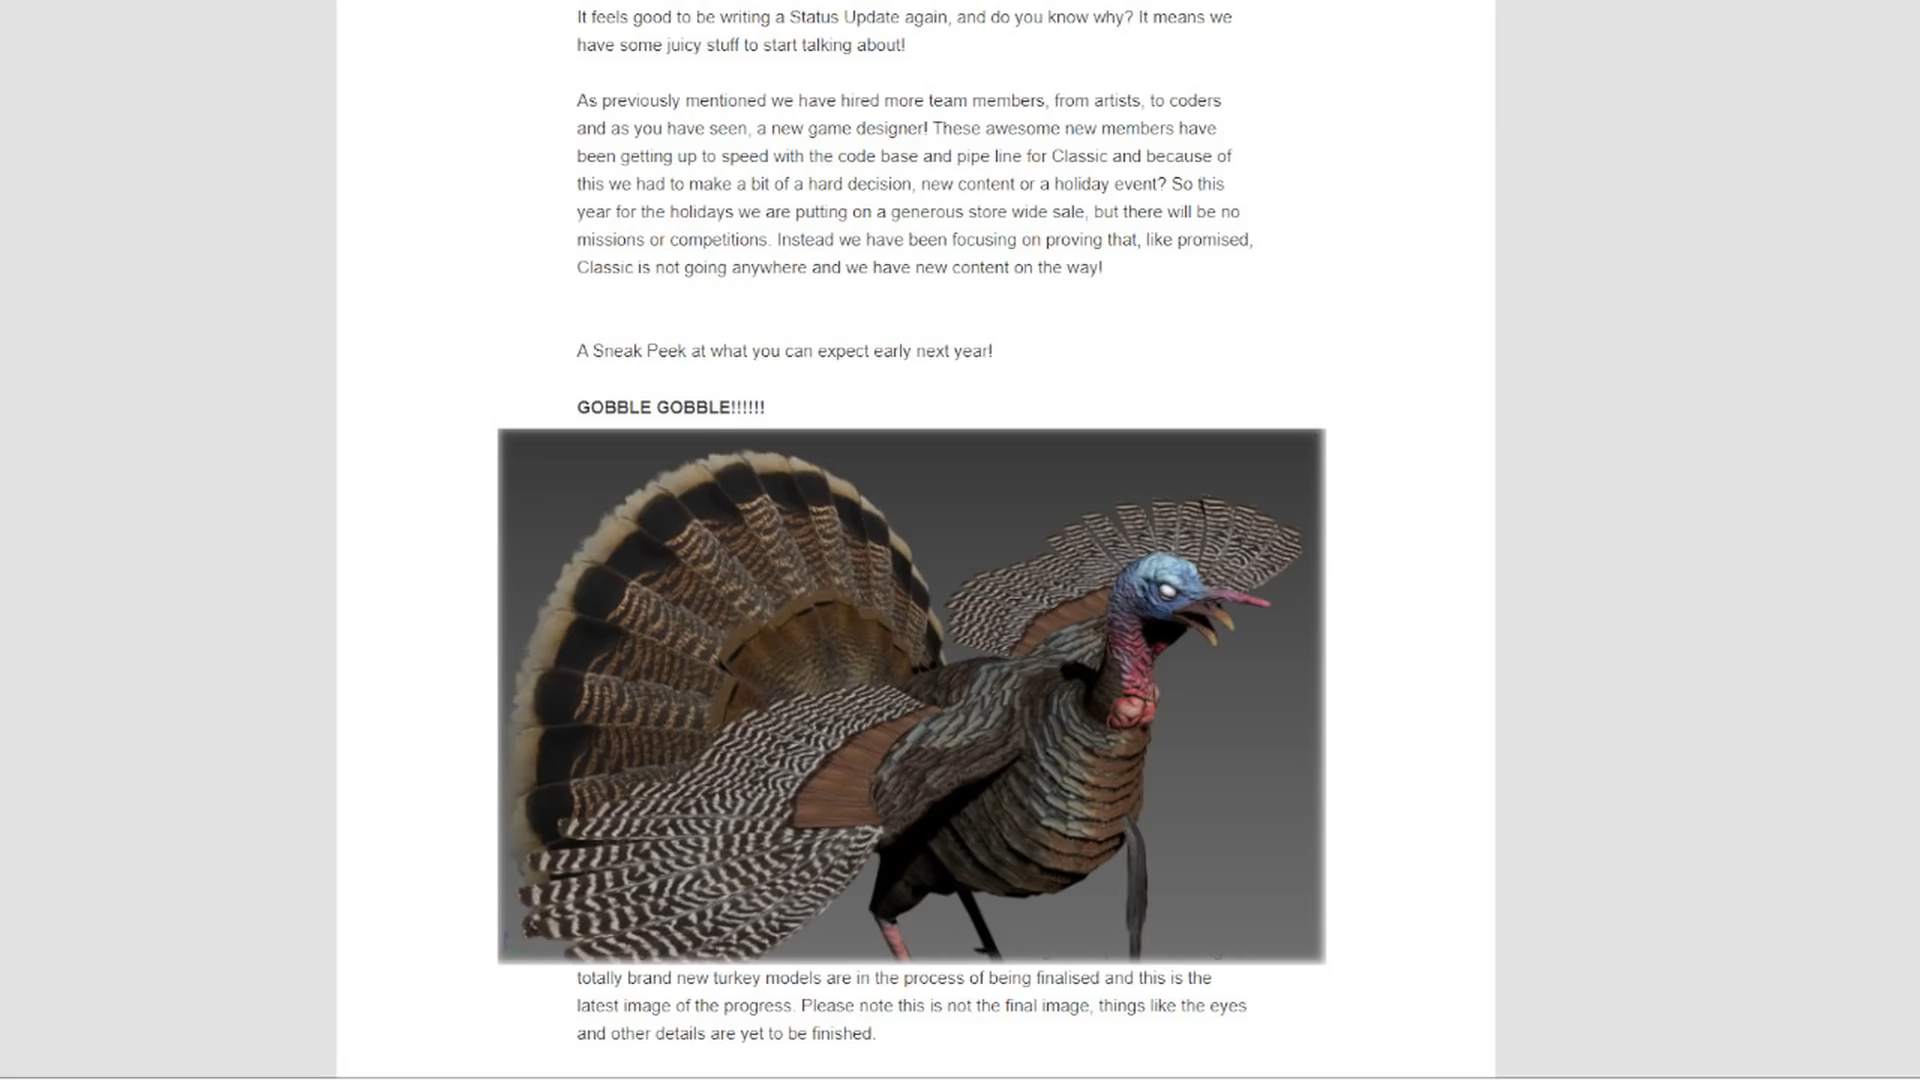 It feels good to be writing a Status Update again, and do you know why? It means we
have some juicy stuff to start talking about!
As previously mentioned we have hired more team members, from artists, to coders
and as you have seen, a new game designer! These awesome new members have
been getting up to speed with the code base and pipe line for Classic and because of
this we had to make a bit of a hard decision, new content or a holiday event? So this
year for the holidays we are putting on a generous store wide sale, but there will be no
missions or competitions. Instead we have been focusing on proving that, like promised,
Classic is not going anywhere and we have new content on the way!
A Sneak Peek at what you can expect early next year!
GOBBLE GOBBLE!!!!!!
totally brand new turkey models are in the process of being finalised and this is the
latest image of the progress. Please note this is not the final image, things like the eyes
and other details are yet to be finished.